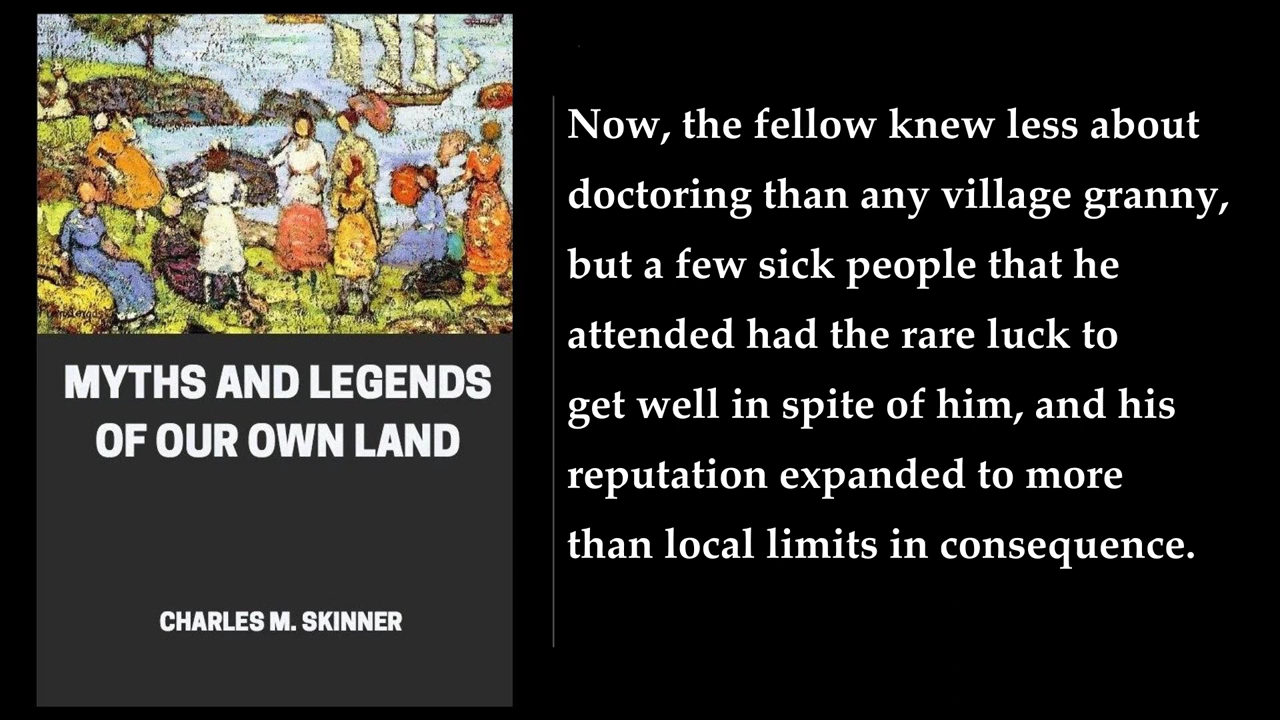 MYTHS AND LEGENDS
OF OUR OWN LAND
CHARLES M. SKINNER
Now, the fellow knew less about
doctoring than any village granny,
but a few sick people that he
attended had the rare luck to
get well in spite of him, and his
reputation expanded to more
than local limits in consequence.